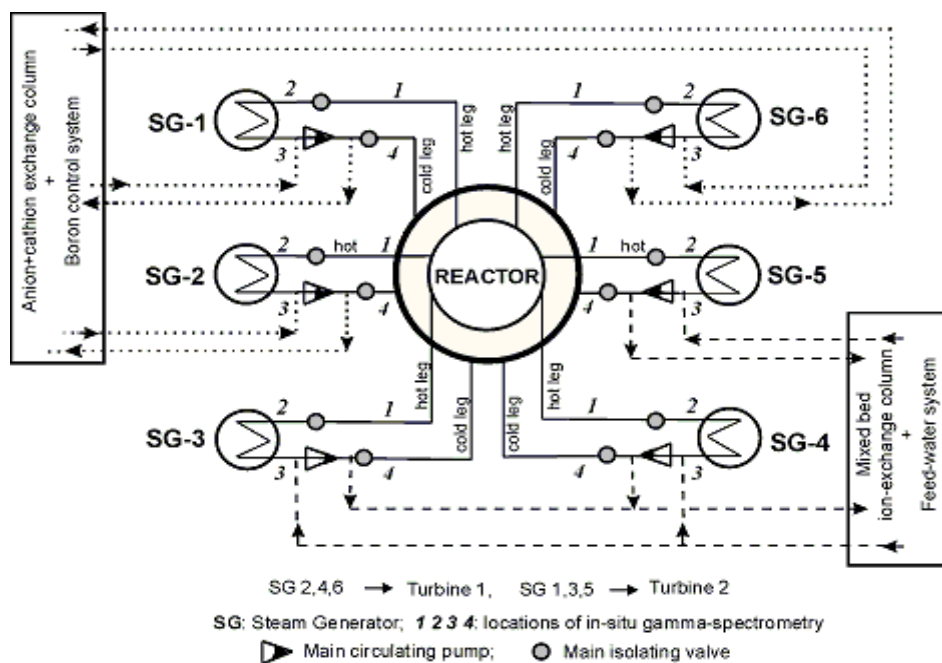 Anion+cathion exchange column
+
Boron control system
SG-1
2
1
3
4
hot leg
cold leg
SG-6
1
2
4
3
hot leg
cold leg
SG-2
2
hot
1
3
4
REACTOR
SG-5
1
hot
2
4
3
SG-3
2
1
3
4
hot leg
cold leg
SG-4
1
2
4
3
cold leg
hot leg
Mixed bed
ion-exchange column
+
Feed-water system
SG 2,4,6 Turbine 1, SG 1,3,5 Turbine 2
SG: Steam Generator; 1 2 3 4: locations of in-situ gamma-spectrometry
Main circulating pump; Main isolating valve